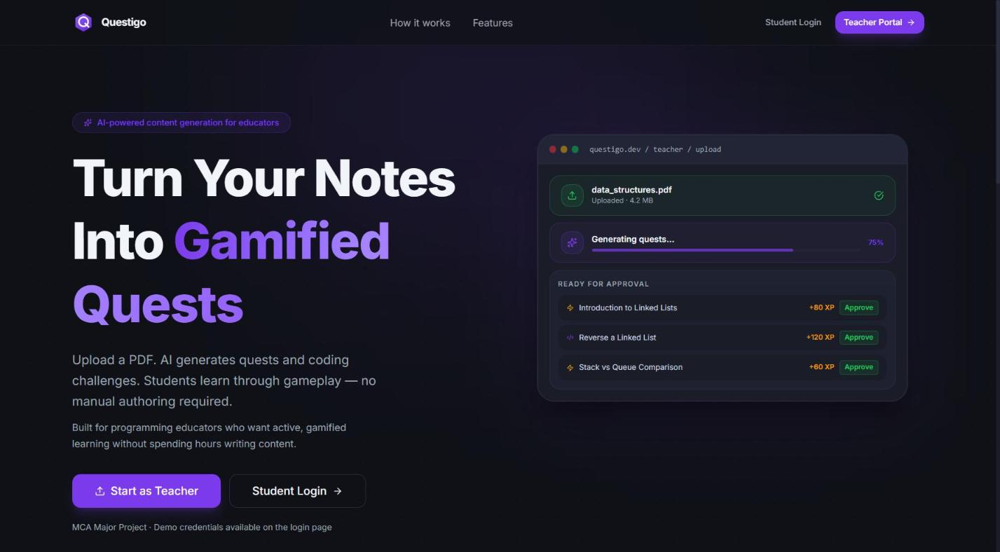 Questigo
How it works
Features
Student Login
Teacher Portal →
AI-powered content generation for educators
Turn Your Notes
Into Gamified
Quests
Upload a PDF. AI generates quests and coding
challenges. Students learn through gameplay — no
manual authoring required.
Built for programming educators who want active, gamified
learning without spending hours writing content.
Start as Teacher
Student Login →
MCA Major Project · Demo credentials available on the login page
questigo.dev / teacher / upload
data_structures.pdf
Uploaded · 4.2 MB
Generating quests...
75%
READY FOR APPROVAL
Introduction to Linked Lists +80 XP Approve
Reverse a Linked List +120 XP Approve
Stack vs Queue Comparison +60 XP Approve